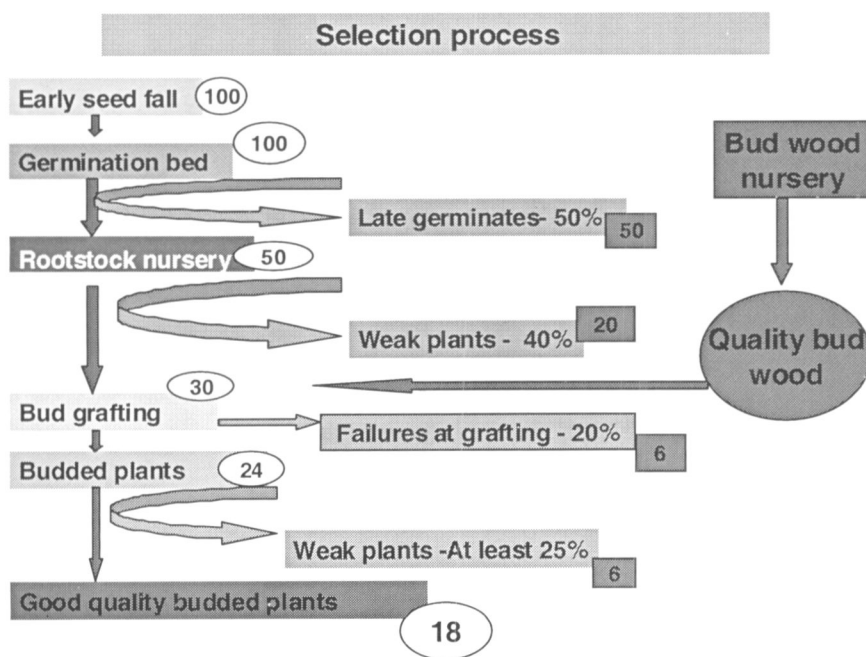 Selection process
Early seed fall
100
Germination bed
100
Bud wood
nursery
Late germinates- 50%
50
Rootstock nursery
50
Weak plants - 40%
20
Quality bud
wood
30
Bud grafting
Failures at grafting - 20%
6
Budded plants
24
Weak plants -At least 25%
6
Good quality budded plants
18